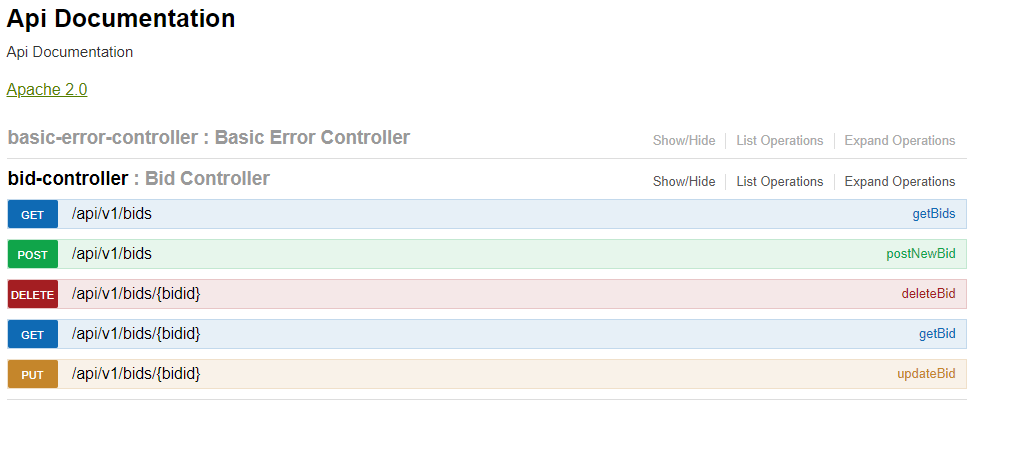 Api Documentation
Api Documentation
Apache 2.0
basic-error-controller : Basic Error Controller Show/Hide List Operations Expand Operations
bid-controller : Bid Controller Show/Hide List Operations Expand Operations
GET /api/v1/bids getBids
POST /api/v1/bids postNewBid
DELETE /api/v1/bids/{bidid} deleteBid
GET /api/v1/bids/{bidid} getBid
PUT /api/v1/bids/{bidid} updateBid